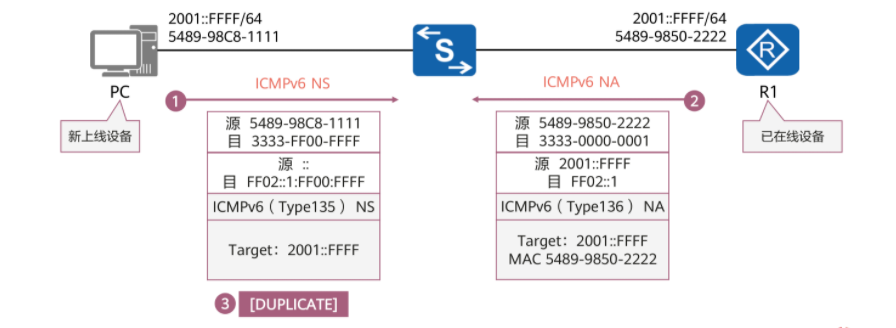 2001::FFFF/64
5489-98C8-1111
2001::FFFF/64
5489-9850-2222
S
R
PC
ICMPv6 NS
ICMPv6 NA
R1
1
2
新上线设备
已在线设备
源 5489-98C8-1111
目 3333-FF00-FFFF
源 ::
目 FF02::1:FF00:FFFF
ICMPv6（Type135） NS
Target：2001::FFFF
源 5489-9850-2222
目 3333-0000-0001
源 2001::FFFF
目 FF02::1
ICMPv6（Type136） NA
Target：2001::FFFF
MAC 5489-9850-2222
3 [DUPLICATE]